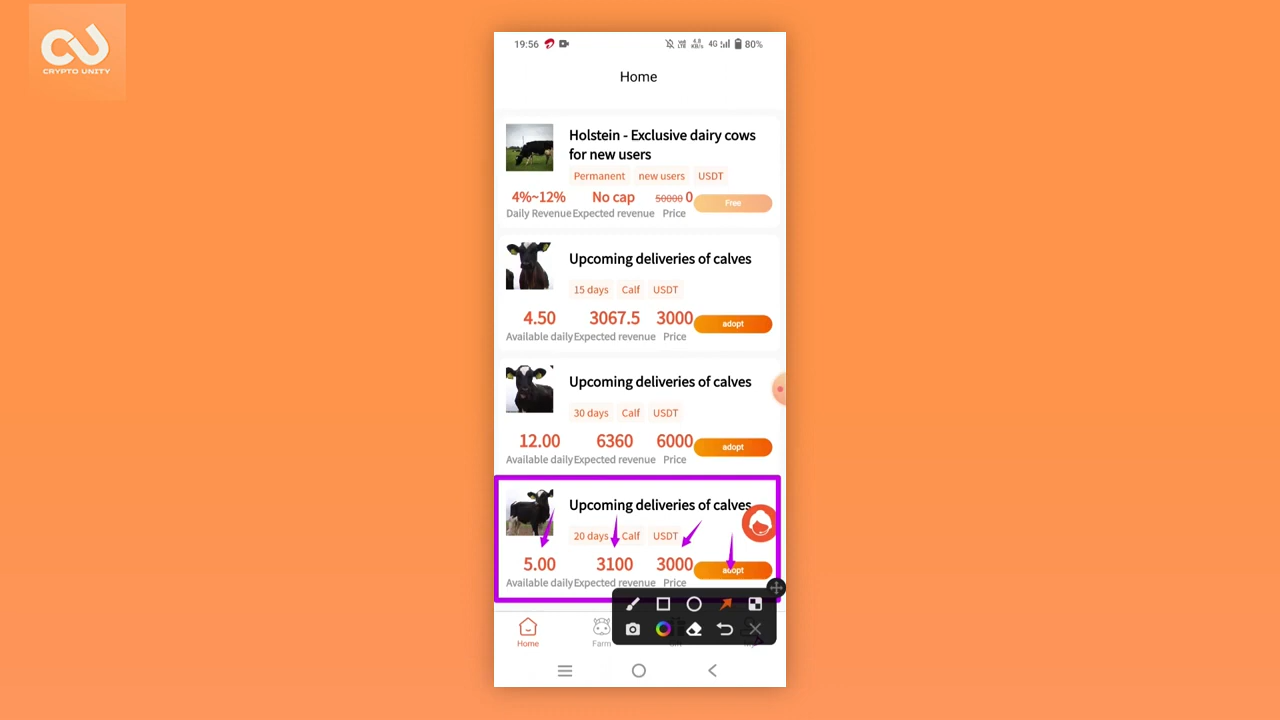 CRYPTO UNITY
19:56
4G
80%
Home
Holstein - Exclusive dairy cows
for new users
Permanent new users USDT
4%~12% No cap 50000 0 Free
Daily Revenue Expected revenue Price
Upcoming deliveries of calves
15 days Calf USDT
4.50 3067.5 3000 adopt
Available daily Expected revenue Price
Upcoming deliveries of calves
30 days Calf USDT
12.00 6360 6000 adopt
Available daily Expected revenue Price
Upcoming deliveries of calves
20 days Calf USDT
5.00 3100 3000 adopt
Available daily Expected revenue Price
Home Farm